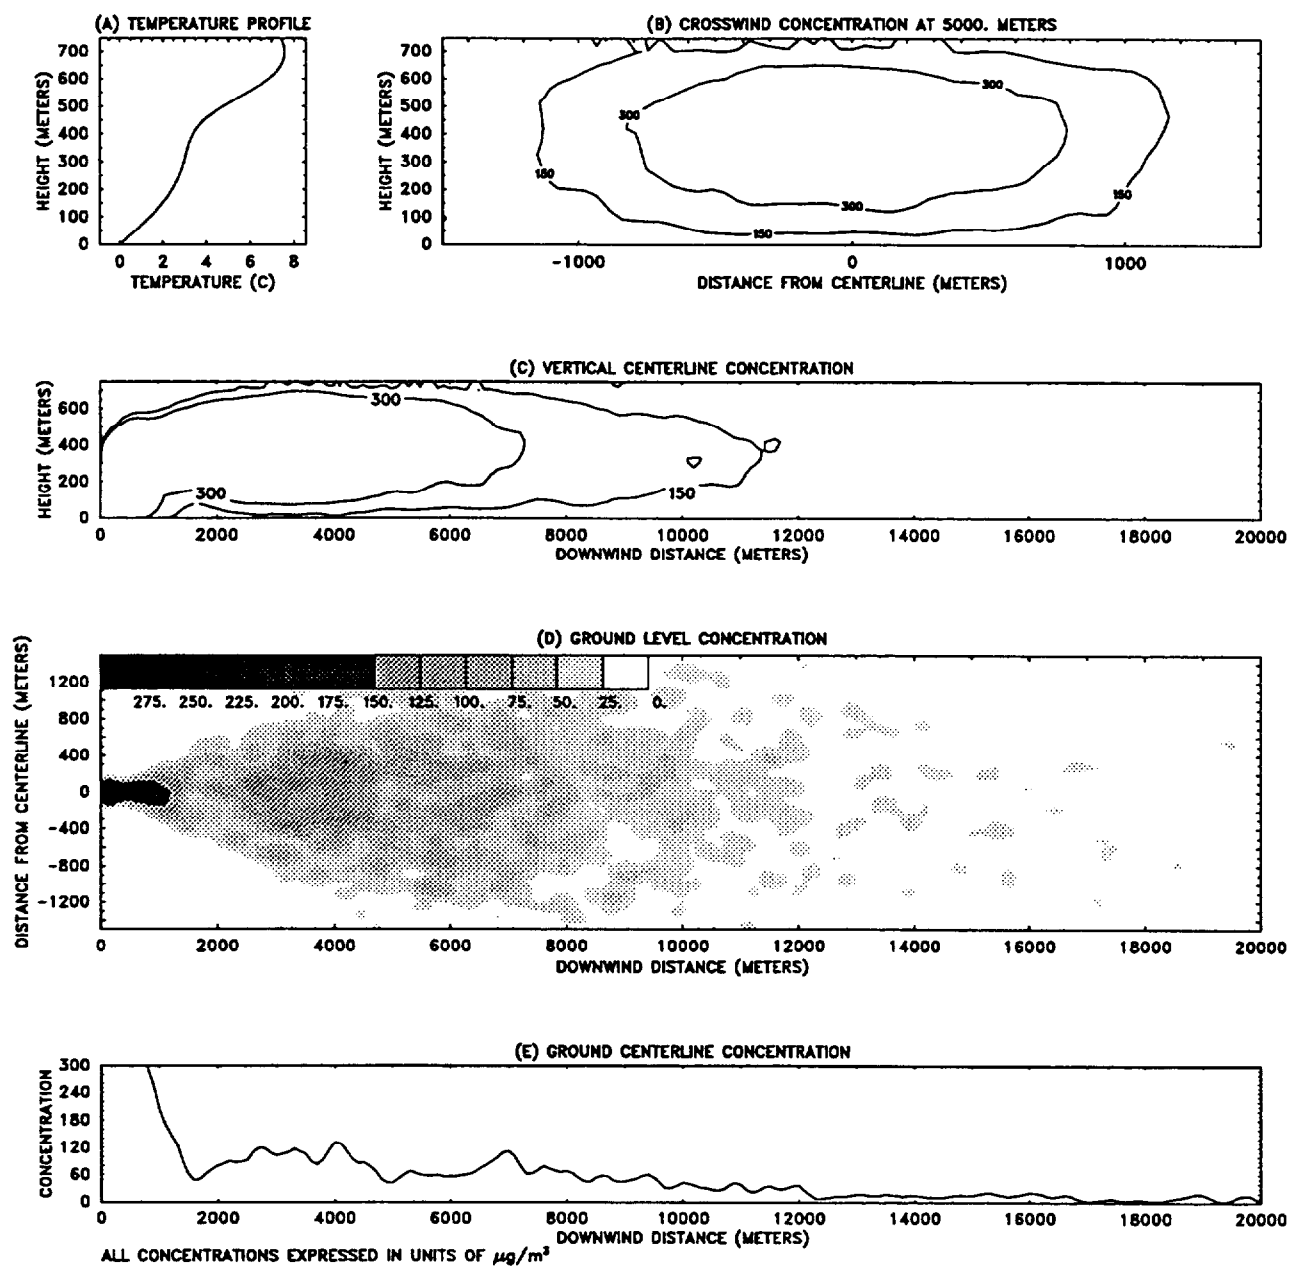 (A) TEMPERATURE PROFILE
(B) CROSSWIND CONCENTRATION AT 5000. METERS
700
600
500
400
300
200
100
0
HEIGHT (METERS)
0 2 4 6 8
TEMPERATURE (C)
700
600
500
400
300
200
100
0
HEIGHT (METERS)
300
300
300
150
150
150
-1000 0 1000
DISTANCE FROM CENTERLINE (METERS)
(C) VERTICAL CENTERLINE CONCENTRATION
HEIGHT (METERS)
600
400
200
0
300
300
150
0 2000 4000 6000 8000 10000 12000 14000 16000 18000 20000
DOWNWIND DISTANCE (METERS)
(D) GROUND LEVEL CONCENTRATION
DISTANCE FROM CENTERLINE (METERS)
1200
800
400
0
-400
-800
-1200
275. 250. 225. 200. 175. 150. 125. 100. 75. 50. 25. 0.
0 2000 4000 6000 8000 10000 12000 14000 16000 18000 20000
DOWNWIND DISTANCE (METERS)
(E) GROUND CENTERLINE CONCENTRATION
CONCENTRATION
300
240
180
120
60
0
0 2000 4000 6000 8000 10000 12000 14000 16000 18000 20000
DOWNWIND DISTANCE (METERS)
ALL CONCENTRATIONS EXPRESSED IN UNITS OF μg/m³